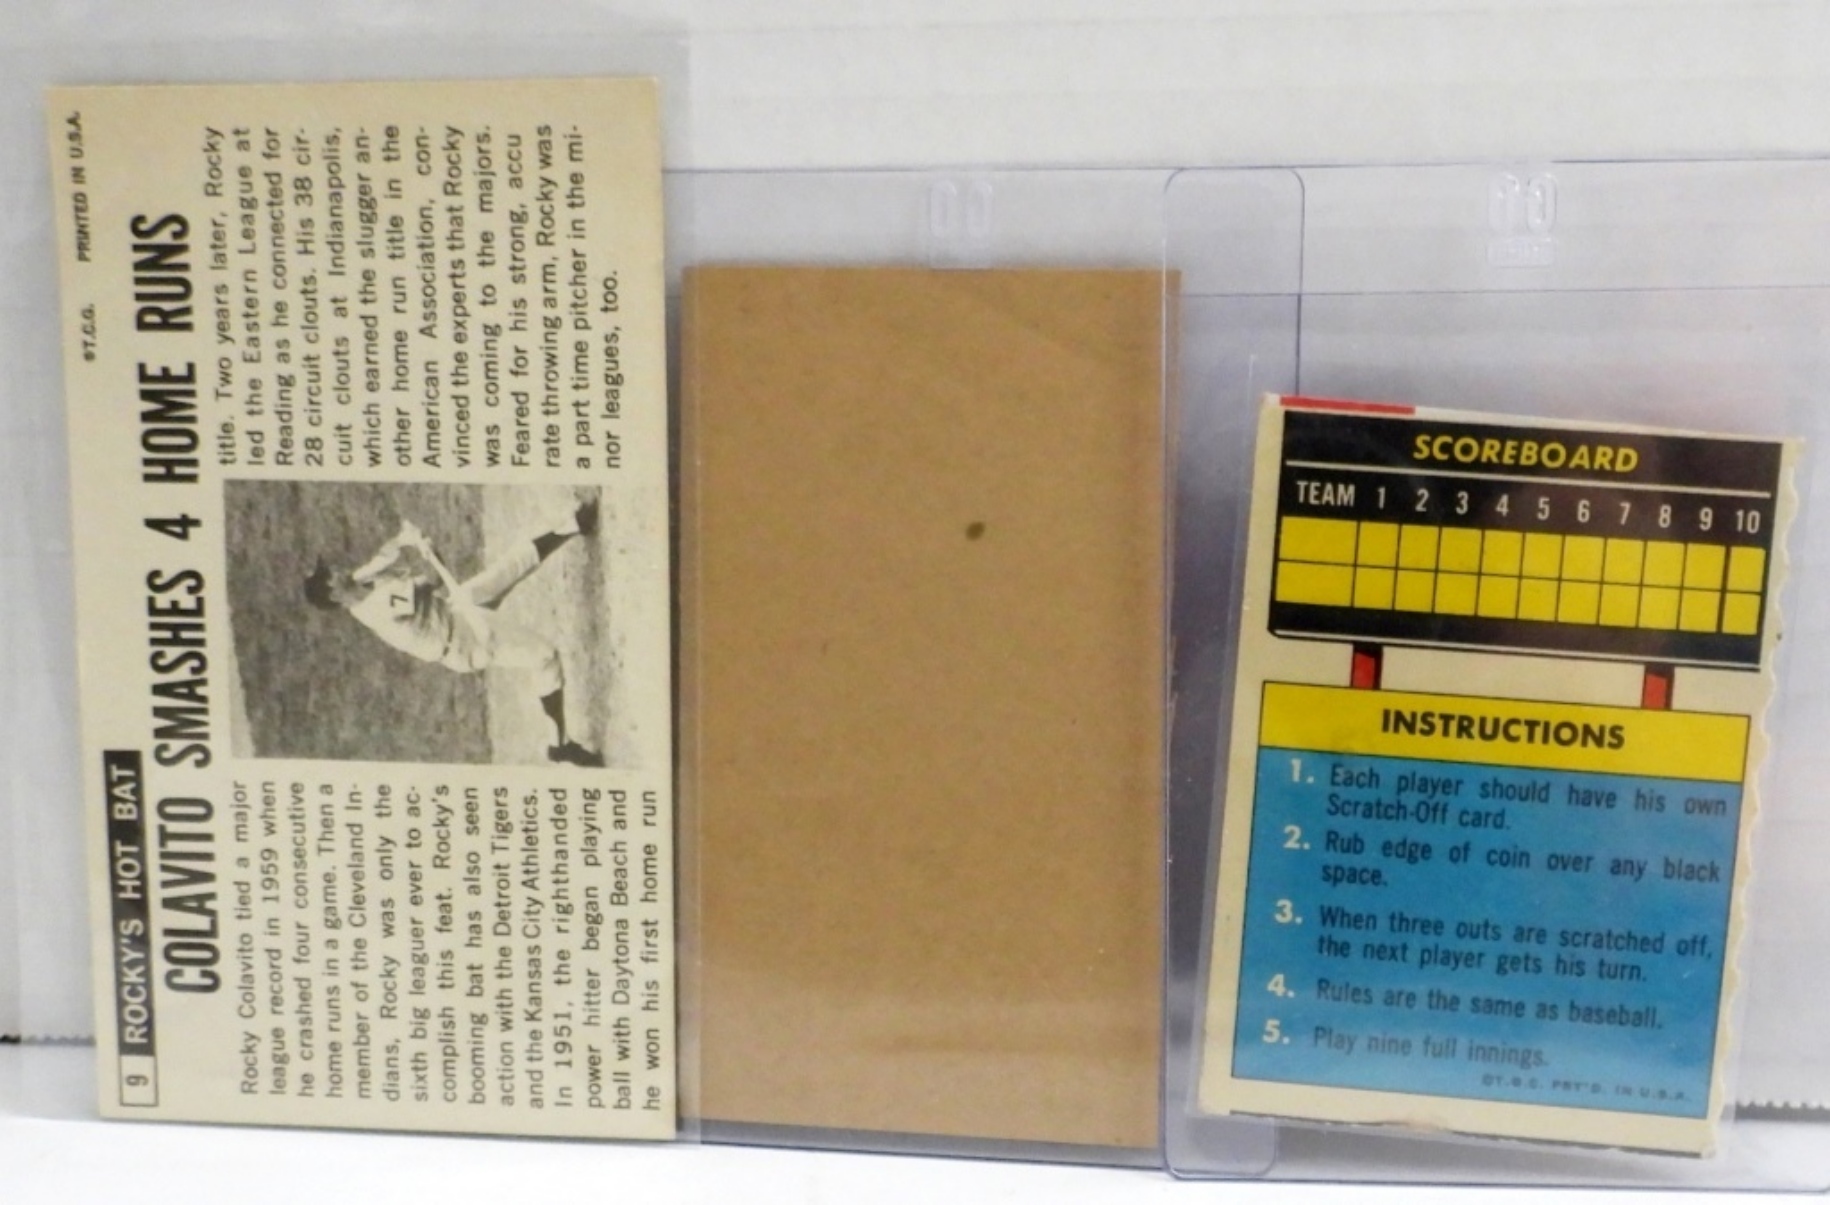 ©T.C.G. PRINTED IN U.S.A.
9 ROCKY'S HOT BAT
COLAVITO SMASHES 4 HOME RUNS
Rocky Colavito tied a major
league record in 1959 when
he crashed four consecutive
home runs in a game. Then a
member of the Cleveland In-
dians, Rocky was only the
sixth big leaguer ever to ac-
complish this feat. Rocky's
booming bat has also seen
action with the Detroit Tigers
and the Kansas City Athletics.
In 1951, the righthanded
power hitter began playing
ball with Daytona Beach and
he won his first home run
title. Two years later, Rocky
led the Eastern League at
Reading as he connected for
28 circuit clouts. His 38 cir-
cuit clouts at Indianapolis,
which earned the slugger an-
other home run title in the
American Association, con-
vinced the experts that Rocky
was coming to the majors.
Feared for his strong, accu
rate throwing arm, Rocky was
a part time pitcher in the mi-
nor leagues, too.
7
SCOREBOARD
TEAM 1 2 3 4 5 6 7 8 9 10
INSTRUCTIONS
1. Each player should have his own
Scratch-Off card.
2. Rub edge of coin over any black
space.
3. When three outs are scratched off,
the next player gets his turn.
4. Rules are the same as baseball.
5. Play nine full innings.
©T.C.G. PRT'D. IN U.S.A.